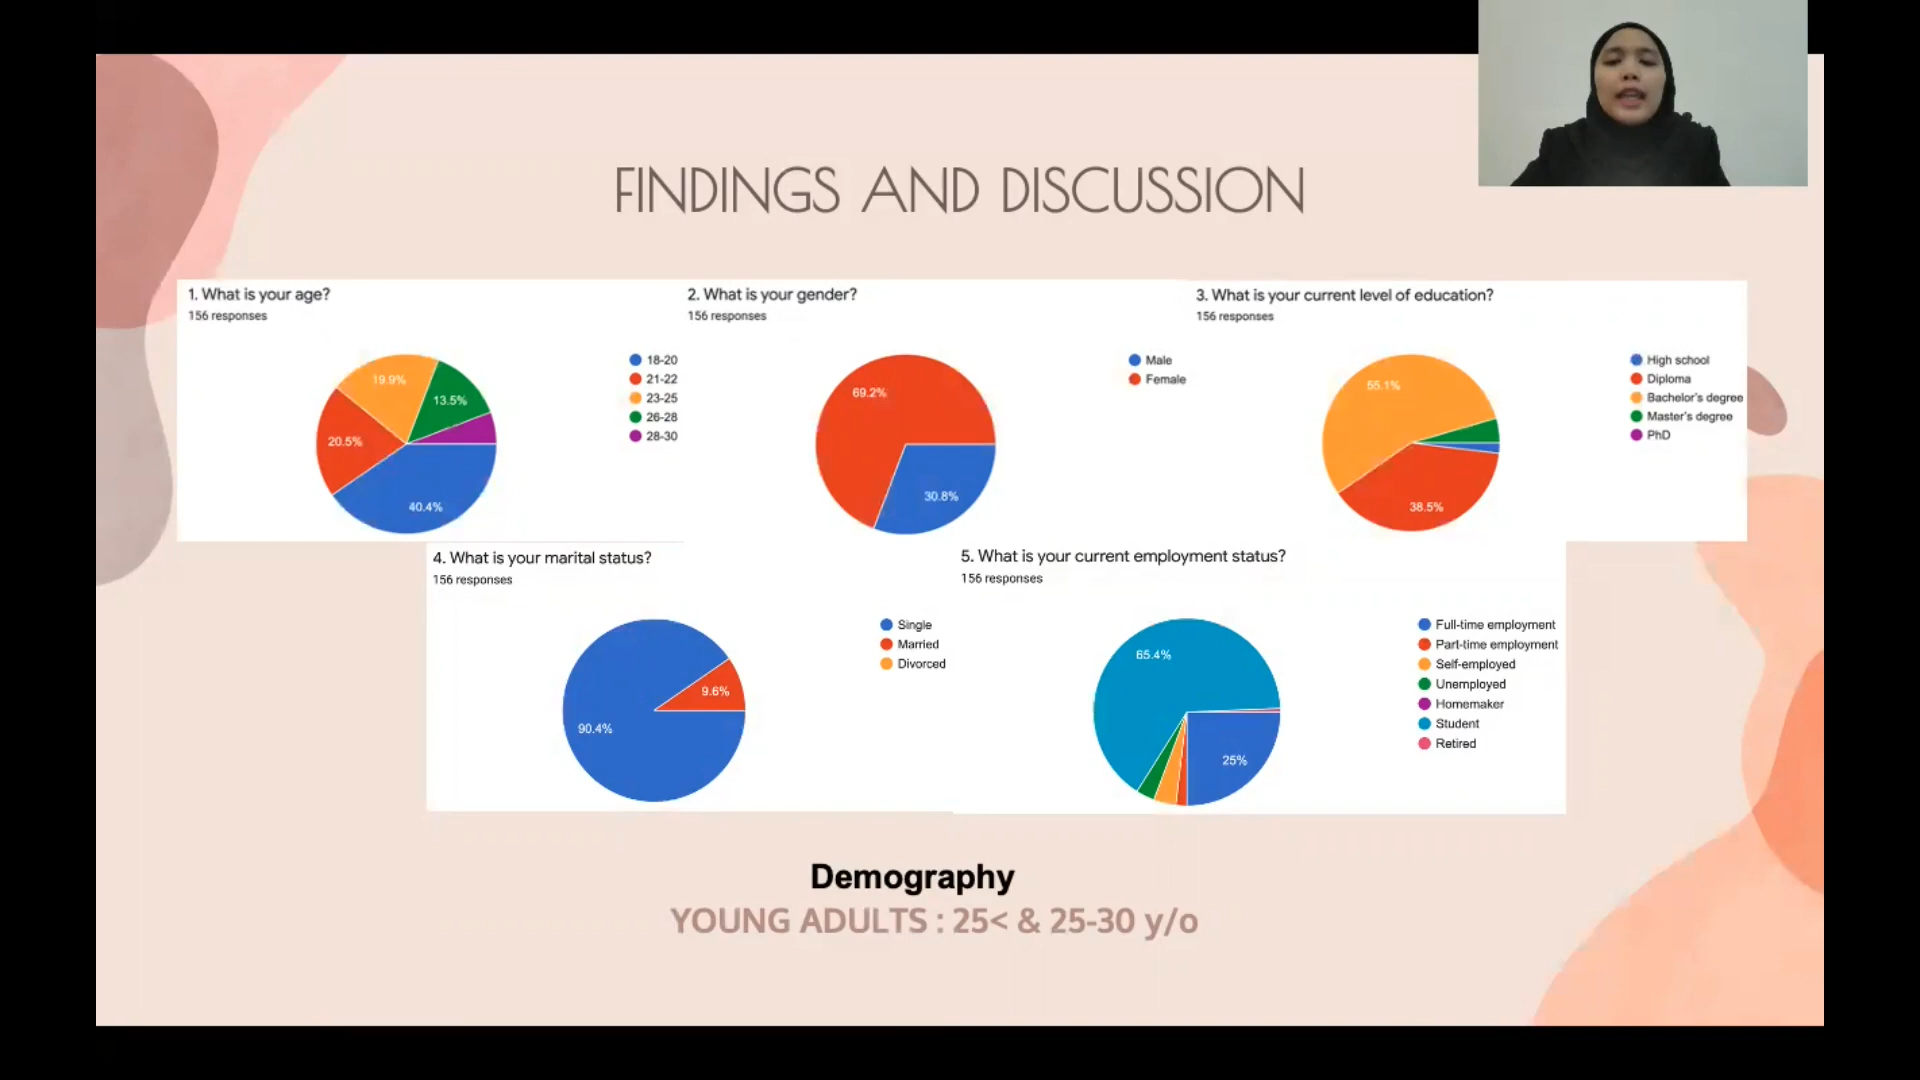 FINDINGS AND DISCUSSION
1. What is your age?
156 responses
19.9%
13.5%
20.5%
40.4%
18-20
21-22
23-25
26-28
28-30
2. What is your gender?
156 responses
69.2%
30.8%
Male
Female
3. What is your current level of education?
156 responses
55.1%
38.5%
High school
Diploma
Bachelor's degree
Master's degree
PhD
4. What is your marital status?
156 responses
9.6%
90.4%
Single
Married
Divorced
5. What is your current employment status?
156 responses
65.4%
25%
Full-time employment
Part-time employment
Self-employed
Unemployed
Homemaker
Student
Retired
Demography
YOUNG ADULTS : 25< & 25-30 y/o